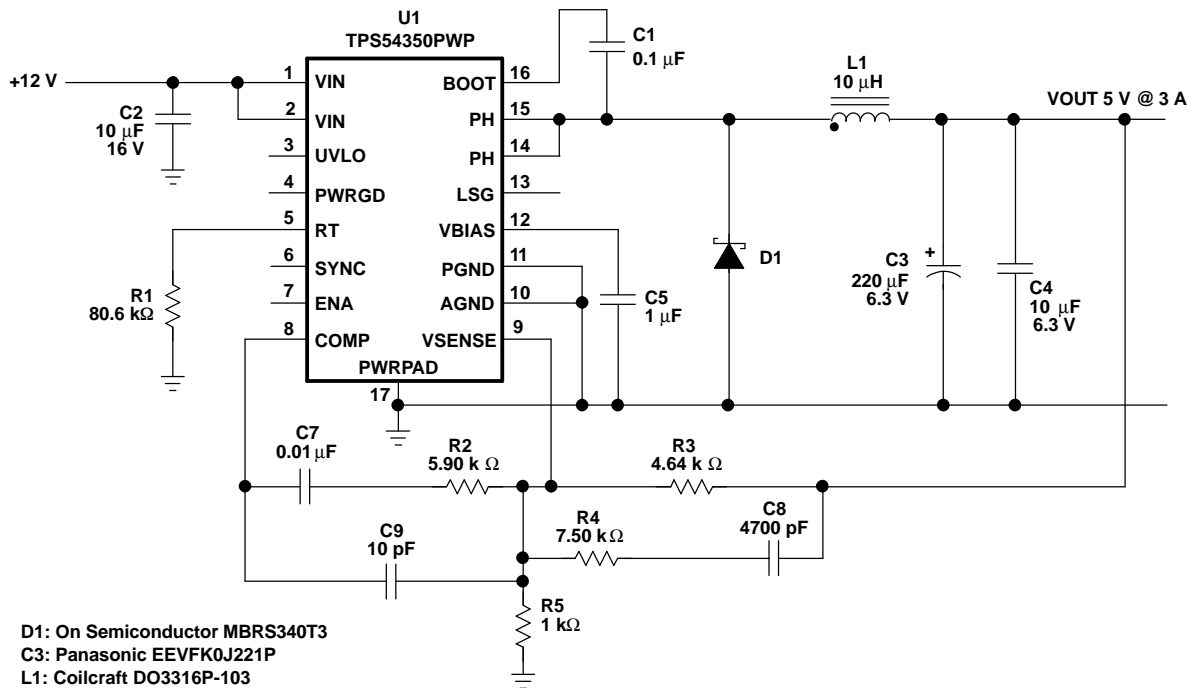 U1
TPS54350PWP
+12 V
C2
10 μF
16 V
1 VIN
2 VIN
3 UVLO
4 PWRGD
5 RT
6 SYNC
7 ENA
8 COMP
BOOT 16
PH 15
PH 14
LSG 13
VBIAS 12
PGND 11
AGND 10
VSENSE 9
PWRPAD
17
C1
0.1 μF
L1
10 μH
VOUT 5 V @ 3 A
R1
80.6 kΩ
C5
1 μF
D1
+
C3
220 μF
6.3 V
C4
10 μF
6.3 V
C7
0.01 μF
R2
5.90 k Ω
R3
4.64 k Ω
C9
10 pF
R4
7.50 k Ω
C8
4700 pF
R5
1 kΩ
D1: On Semiconductor MBRS340T3
C3: Panasonic EEVFK0J221P
L1: Coilcraft DO3316P-103